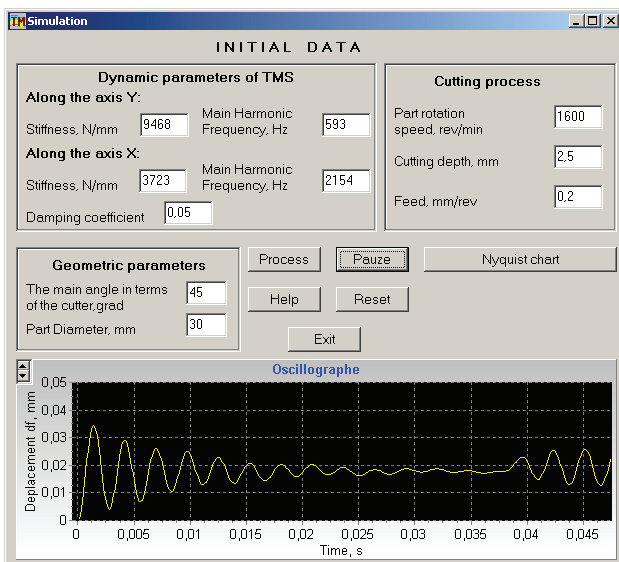 TM Simulation
INITIAL DATA
Dynamic parameters of TMS
Along the axis Y:
Stiffness, N/mm 9468 Main Harmonic Frequency, Hz 593
Along the axis X:
Stiffness, N/mm 3723 Main Harmonic Frequency, Hz 2154
Damping coefficient 0,05
Cutting process
Part rotation speed, rev/min 1600
Cutting depth, mm 2,5
Feed, mm/rev 0,2
Geometric parameters
The main angle in terms of the cutter,grad 45
Part Diameter, mm 30
Process Pauze Nyquist chart
Help Reset
Exit
Oscillographe
Deplacement df, mm
0,05
0,04
0,03
0,02
0,01
0
0 0,005 0,01 0,015 0,02 0,025 0,03 0,035 0,04 0,045
Time, s